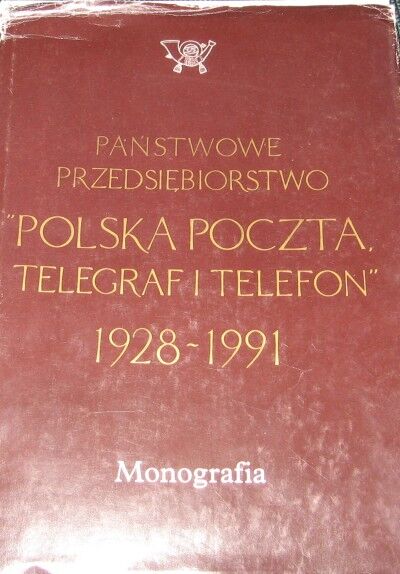 PAŃSTWOWE
PRZEDSIĘBIORSTWO
"POLSKA POCZTA,
TELEGRAF I TELEFON"
1928-1991
Monografia